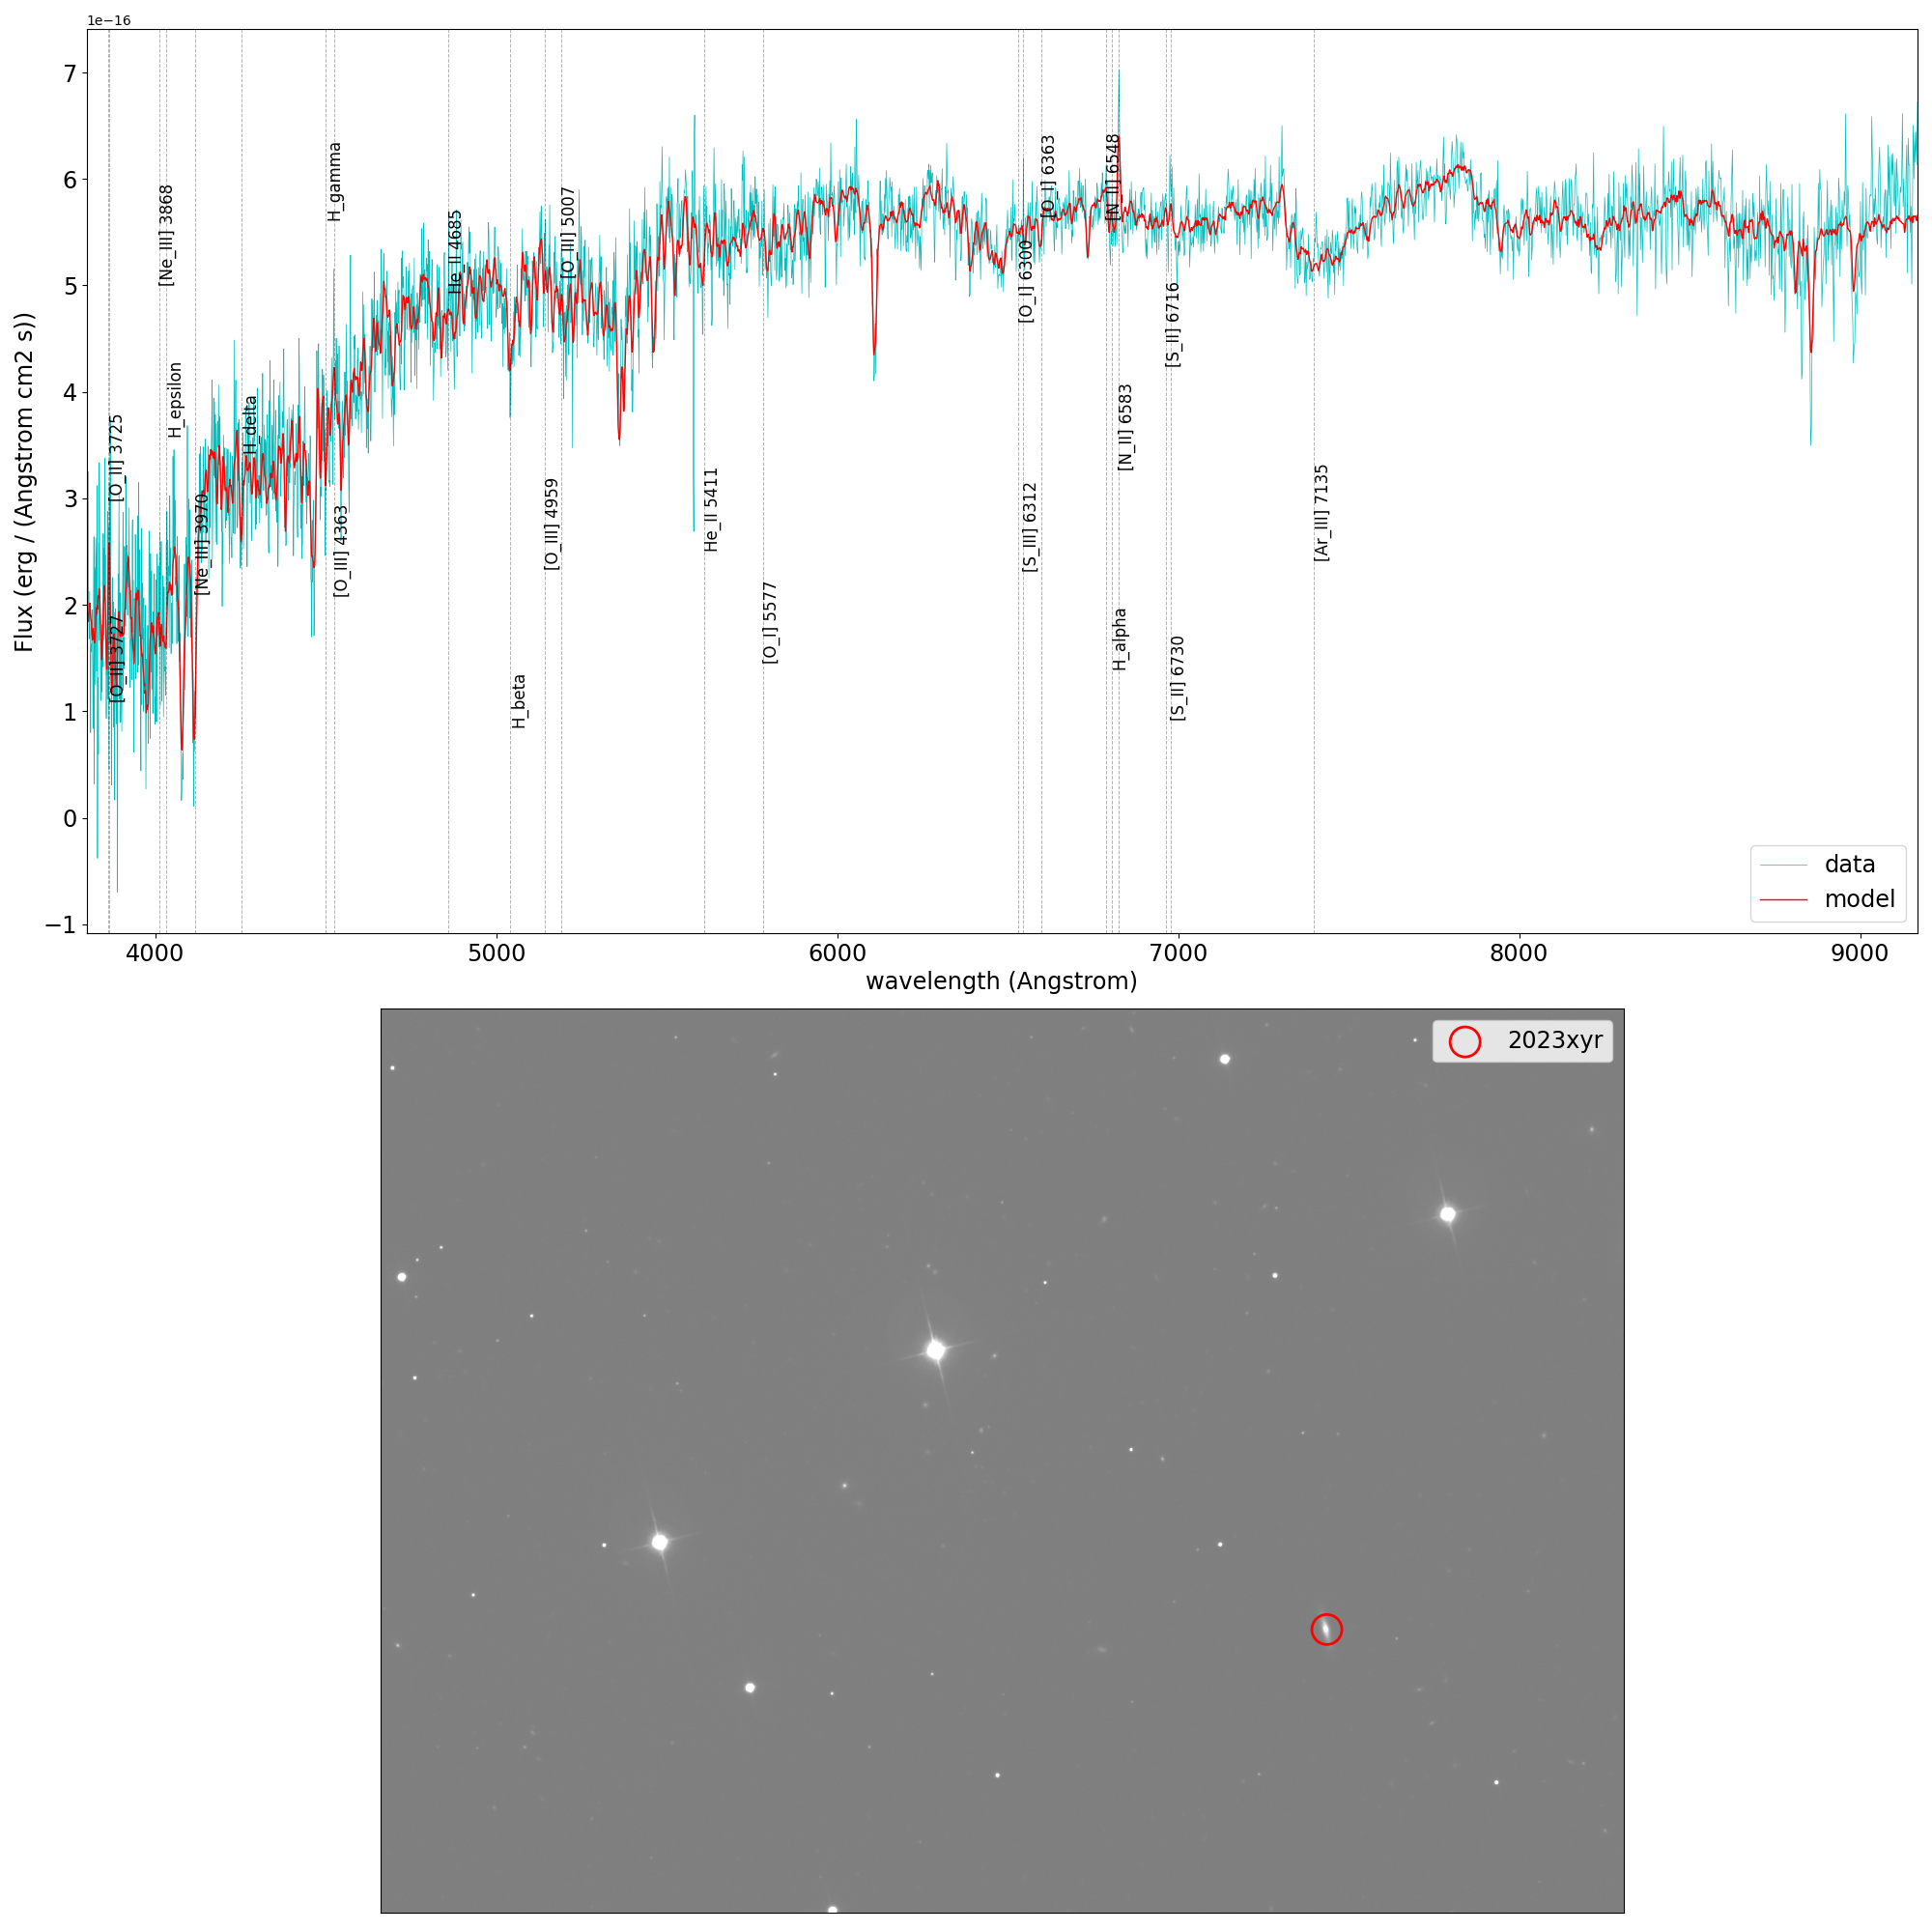 1e−16
7
6
5
4
3
2
1
0
−1
Flux (erg / (Angstrom cm2 s))
[O_II] 3725
[O_II] 3727
[Ne_III] 3868
H_epsilon
[Ne_III] 3970
H_delta
H_gamma
[O_III] 4363
He_II 4685
H_beta
[O_III] 4959
[O_III] 5007
He_II 5411
[O_I] 5577
[O_I] 6300
[S_III] 6312
[O_I] 6363
[N_II] 6548
H_alpha
[N_II] 6583
[S_II] 6716
[S_II] 6730
[Ar_III] 7135
data
model
4000 5000 6000 7000 8000 9000
wavelength (Angstrom)
2023xyr